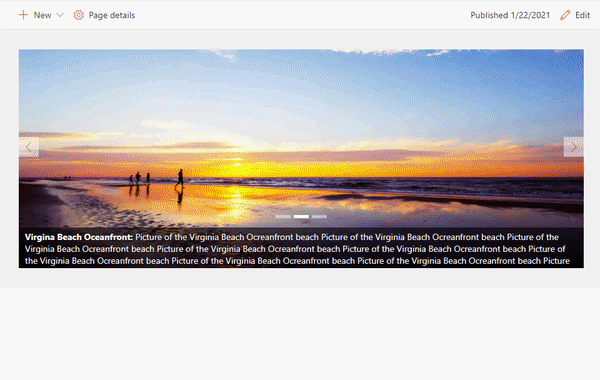 New
Page details
Published 1/22/2021
Edit
Virgina Beach Oceanfront: Picture of the Virginia Beach Ocreanfront beach Picture of the Virginia Beach Ocreanfront beach Picture of the
Virginia Beach Ocreanfront beach Picture of the Virginia Beach Ocreanfront beach Picture of the Virginia Beach Ocreanfront beach Picture of
the Virginia Beach Ocreanfront beach Picture of the Virginia Beach Ocreanfront beach Picture of the Virginia Beach Ocreanfront beach Picture